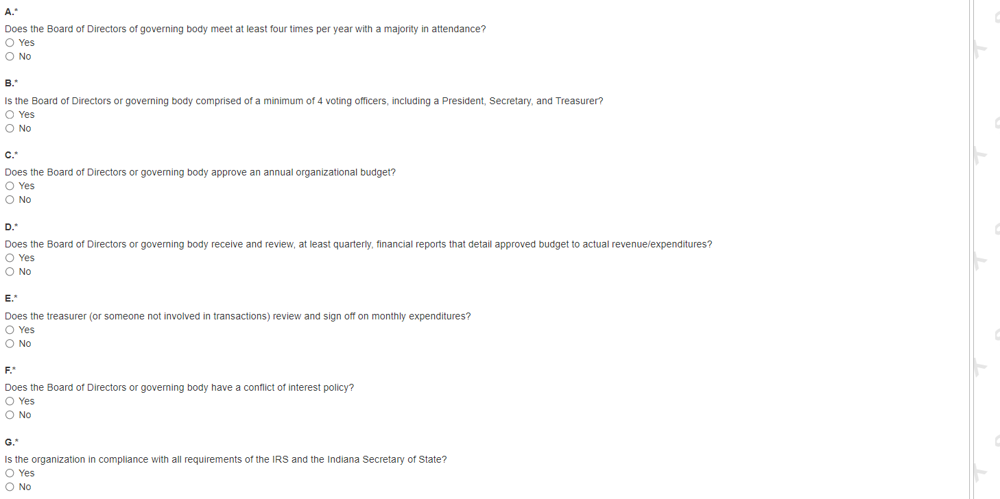 A.*
Does the Board of Directors of governing body meet at least four times per year with a majority in attendance?
Yes
No
B.*
Is the Board of Directors or governing body comprised of a minimum of 4 voting officers, including a President, Secretary, and Treasurer?
Yes
No
C.*
Does the Board of Directors or governing body approve an annual organizational budget?
Yes
No
D.*
Does the Board of Directors or governing body receive and review, at least quarterly, financial reports that detail approved budget to actual revenue/expenditures?
Yes
No
E.*
Does the treasurer (or someone not involved in transactions) review and sign off on monthly expenditures?
Yes
No
F.*
Does the Board of Directors or governing body have a conflict of interest policy?
Yes
No
G.*
Is the organization in compliance with all requirements of the IRS and the Indiana Secretary of State?
Yes
No